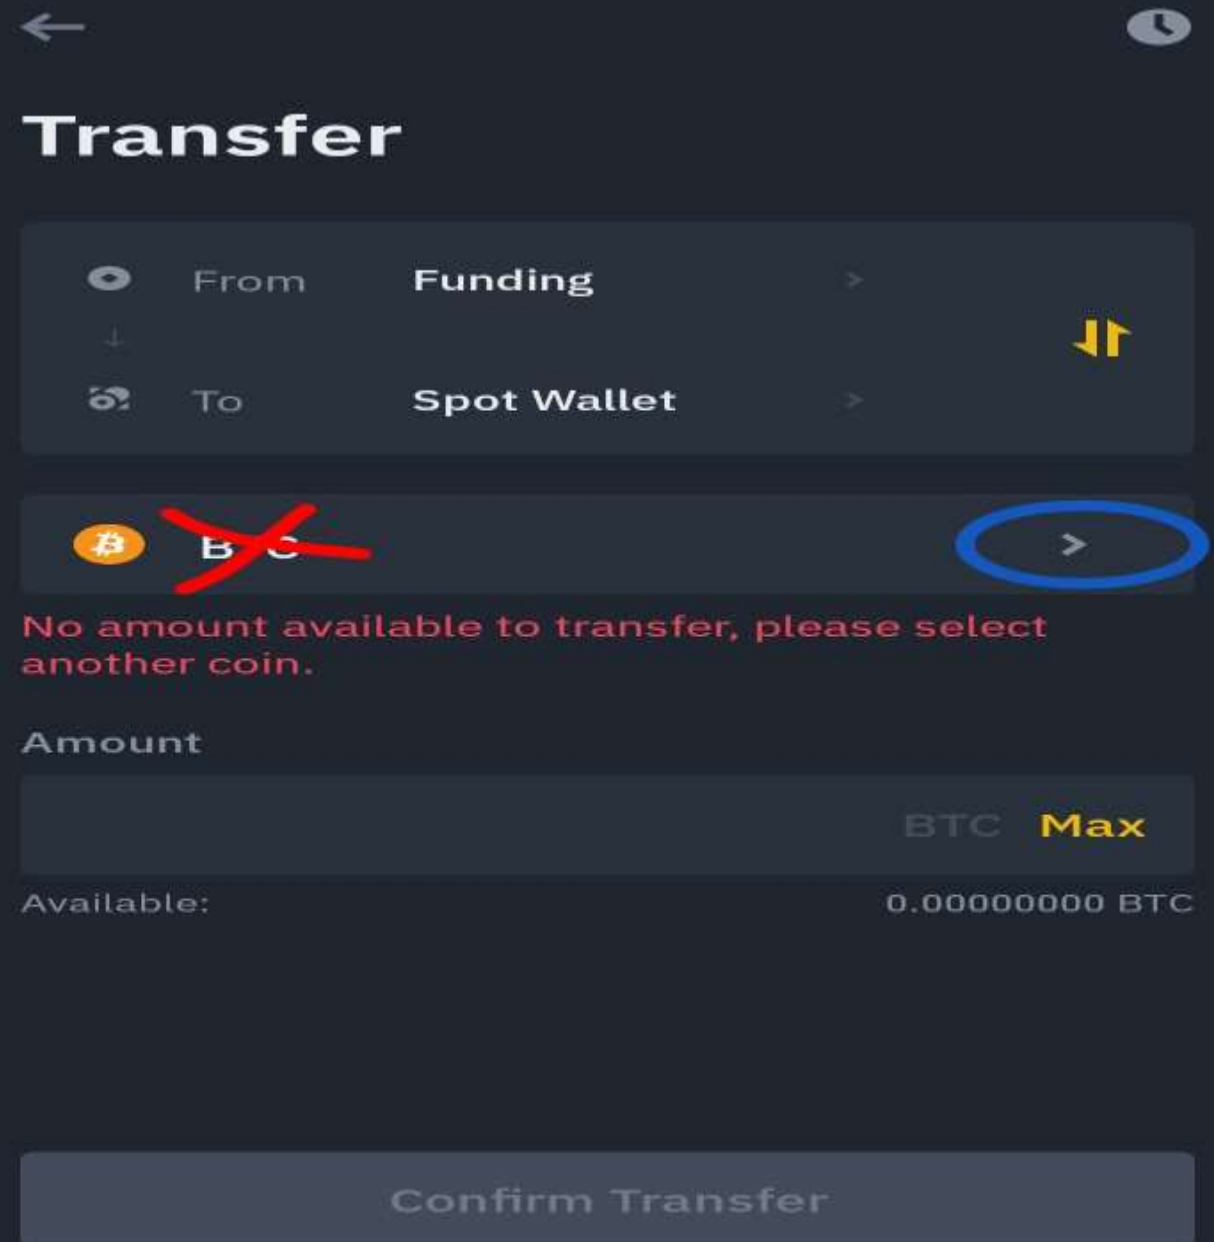 Transfer
From Funding >
To Spot Wallet >
BTC >
No amount available to transfer, please select
another coin.
Amount
BTC Max
Available: 0.00000000 BTC
Confirm Transfer